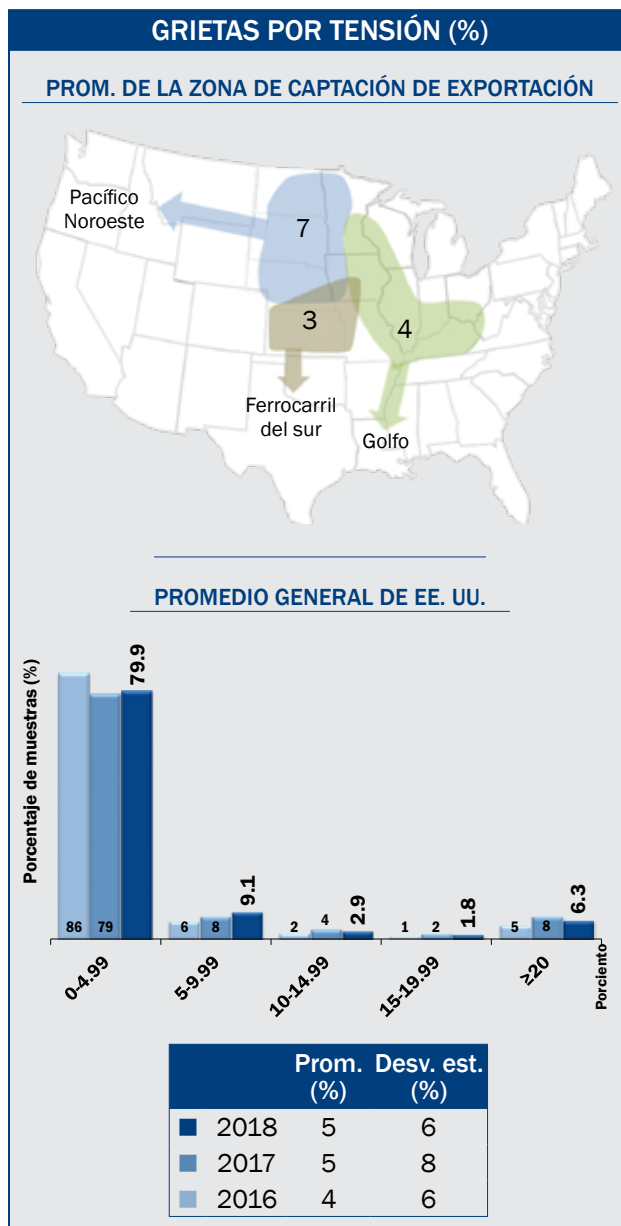 GRIETAS POR TENSIÓN (%)
PROM. DE LA ZONA DE CAPTACIÓN DE EXPORTACIÓN
Pacífico
Noroeste
7
3
4
Ferrocarril
del sur
Golfo
PROMEDIO GENERAL DE EE. UU.
Porcentaje de muestras (%)
86 79 79.9
6 8 9.1
2 4 2.9
1 2 1.8
5 8 6.3
0-4.99 5-9.99 10-14.99 15-19.99 ≥20
Porciento
Prom. Desv. est.
(%) (%)
2018 5 6
2017 5 8
2016 4 6